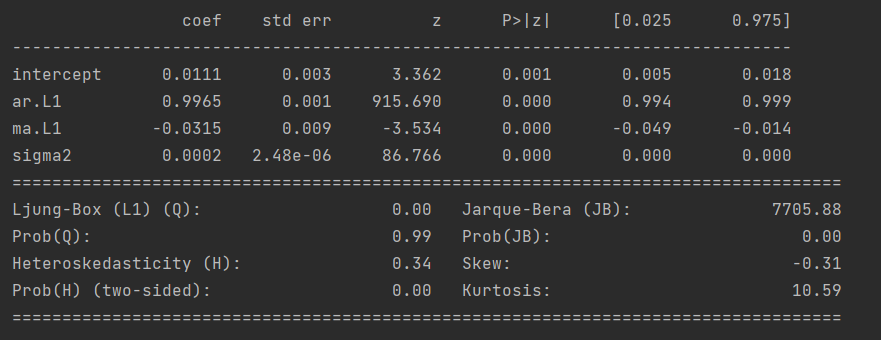 coef    std err          z      P>|z|      [0.025      0.975]
------------------------------------------------------------------------------
intercept      0.0111      0.003      3.362      0.001       0.005       0.018
ar.L1          0.9965      0.001    915.690      0.000       0.994       0.999
ma.L1         -0.0315      0.009     -3.534      0.000      -0.049      -0.014
sigma2         0.0002   2.48e-06     86.766      0.000       0.000       0.000
===================================================================================
Ljung-Box (L1) (Q):                   0.00   Jarque-Bera (JB):              7705.88
Prob(Q):                              0.99   Prob(JB):                         0.00
Heteroskedasticity (H):               0.34   Skew:                            -0.31
Prob(H) (two-sided):                  0.00   Kurtosis:                        10.59
===================================================================================